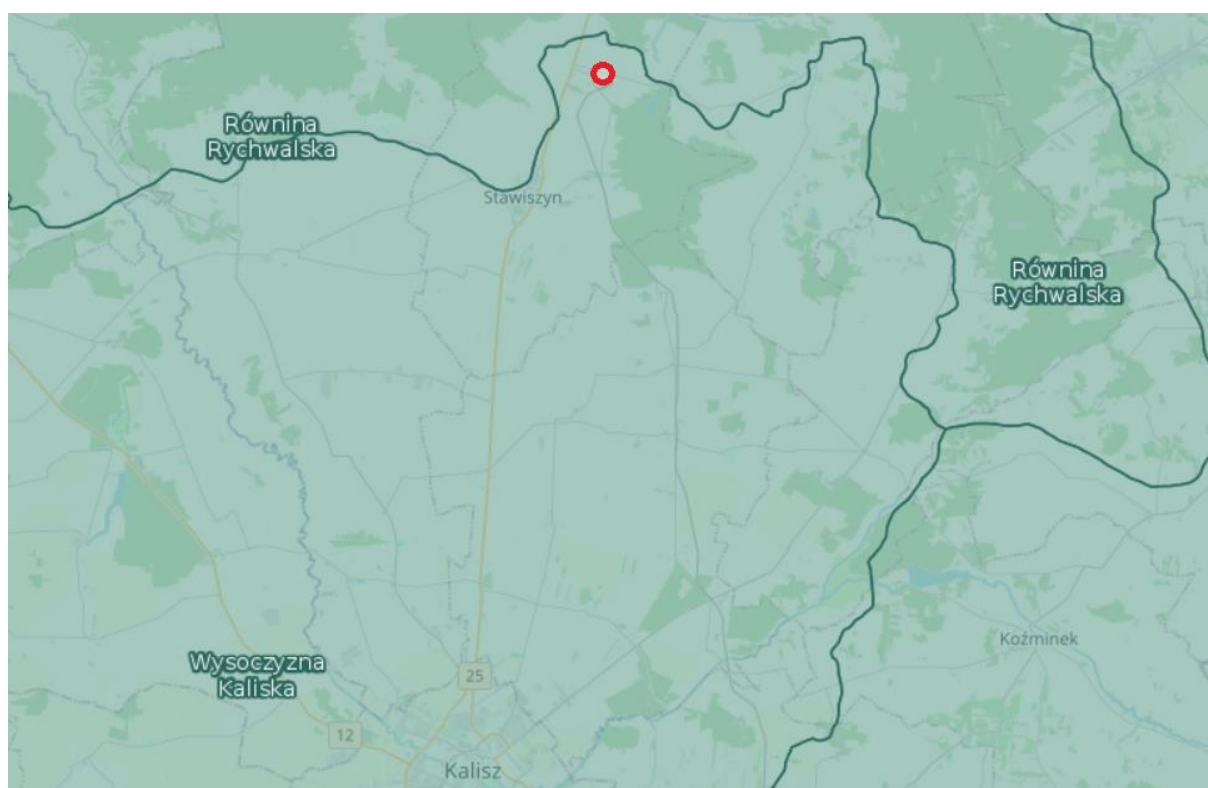 Równina
Rychwalska
Stawiszyn
Równina
Rychwalska
Koźminek
Wysoczyzna
Kaliska
25
12
Kalisz